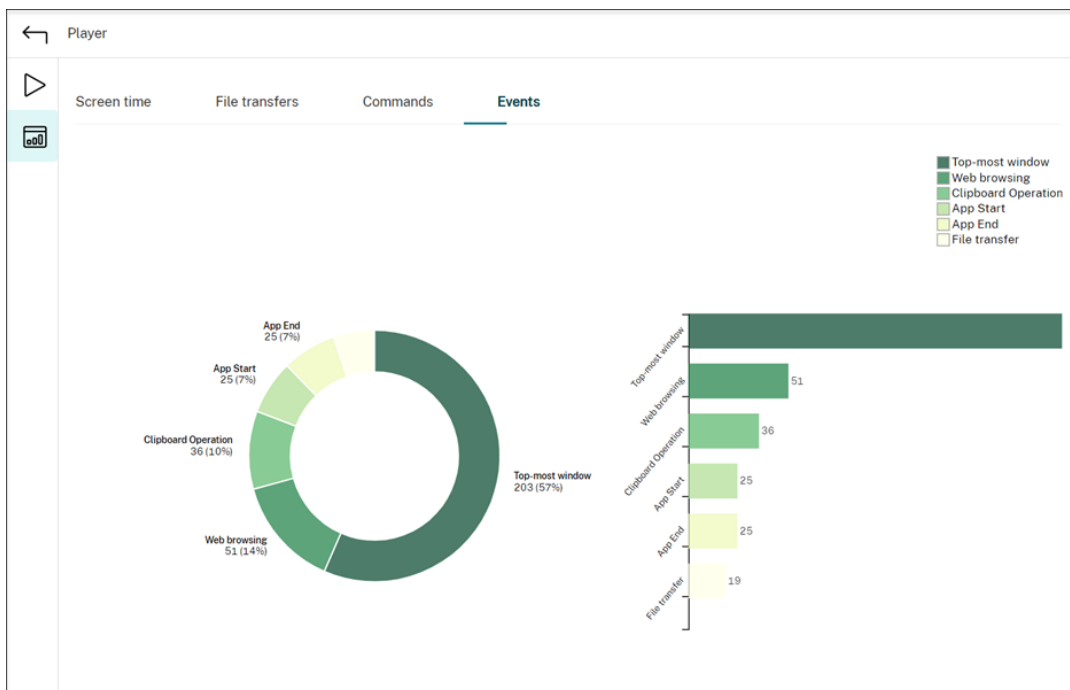 Player
Screen time
File transfers
Commands
Events
Top-most window
Web browsing
Clipboard Operation
App Start
App End
File transfer
App End
25 (7%)
App Start
25 (7%)
Clipboard Operation
36 (10%)
Web browsing
51 (14%)
Top-most window
203 (57%)
Top-most window
Web browsing
51
Clipboard Operation
36
App Start
25
App End
25
File transfer
19